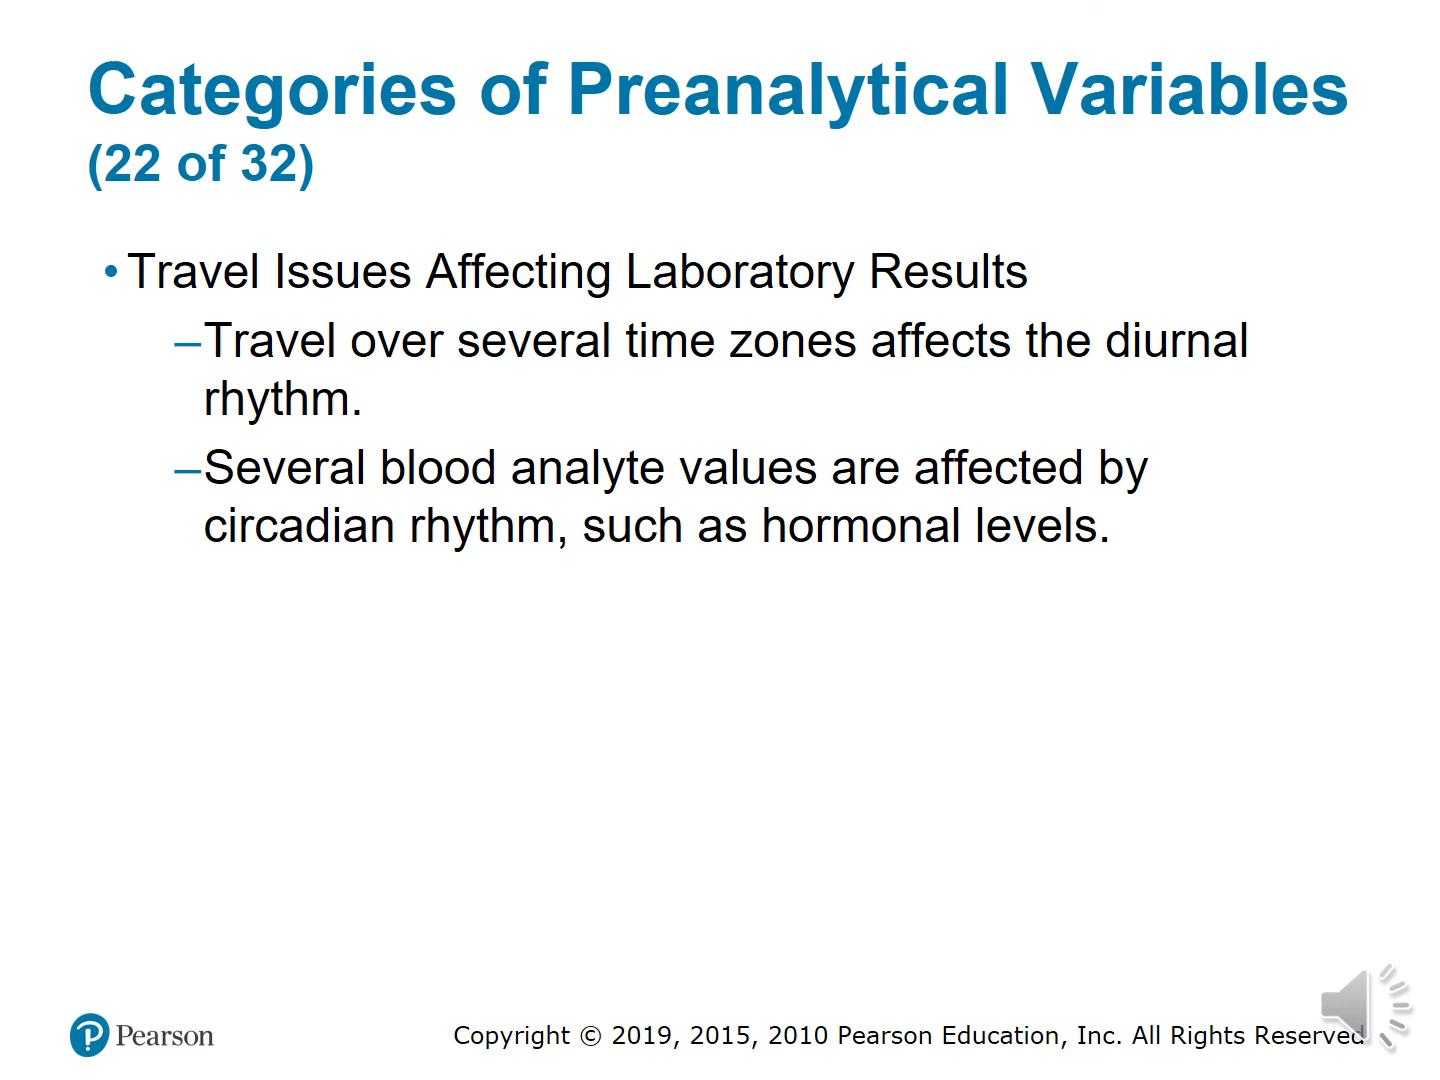 Categories of Preanalytical Variables
(22 of 32)
• Travel Issues Affecting Laboratory Results
–Travel over several time zones affects the diurnal
rhythm.
–Several blood analyte values are affected by
circadian rhythm, such as hormonal levels.
Pearson
Copyright © 2019, 2015, 2010 Pearson Education, Inc. All Rights Reserved